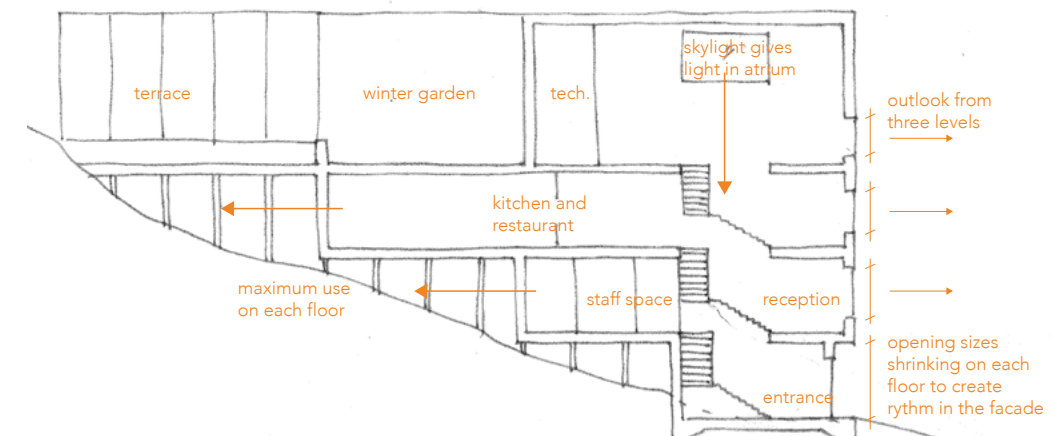 skylight gives
light in atrium
terrace
winter garden
tech.
outlook from
three levels
kitchen and
restaurant
maximum use
on each floor
staff space
reception
opening sizes
shrinking on each
floor to create
rythm in the facade
entrance